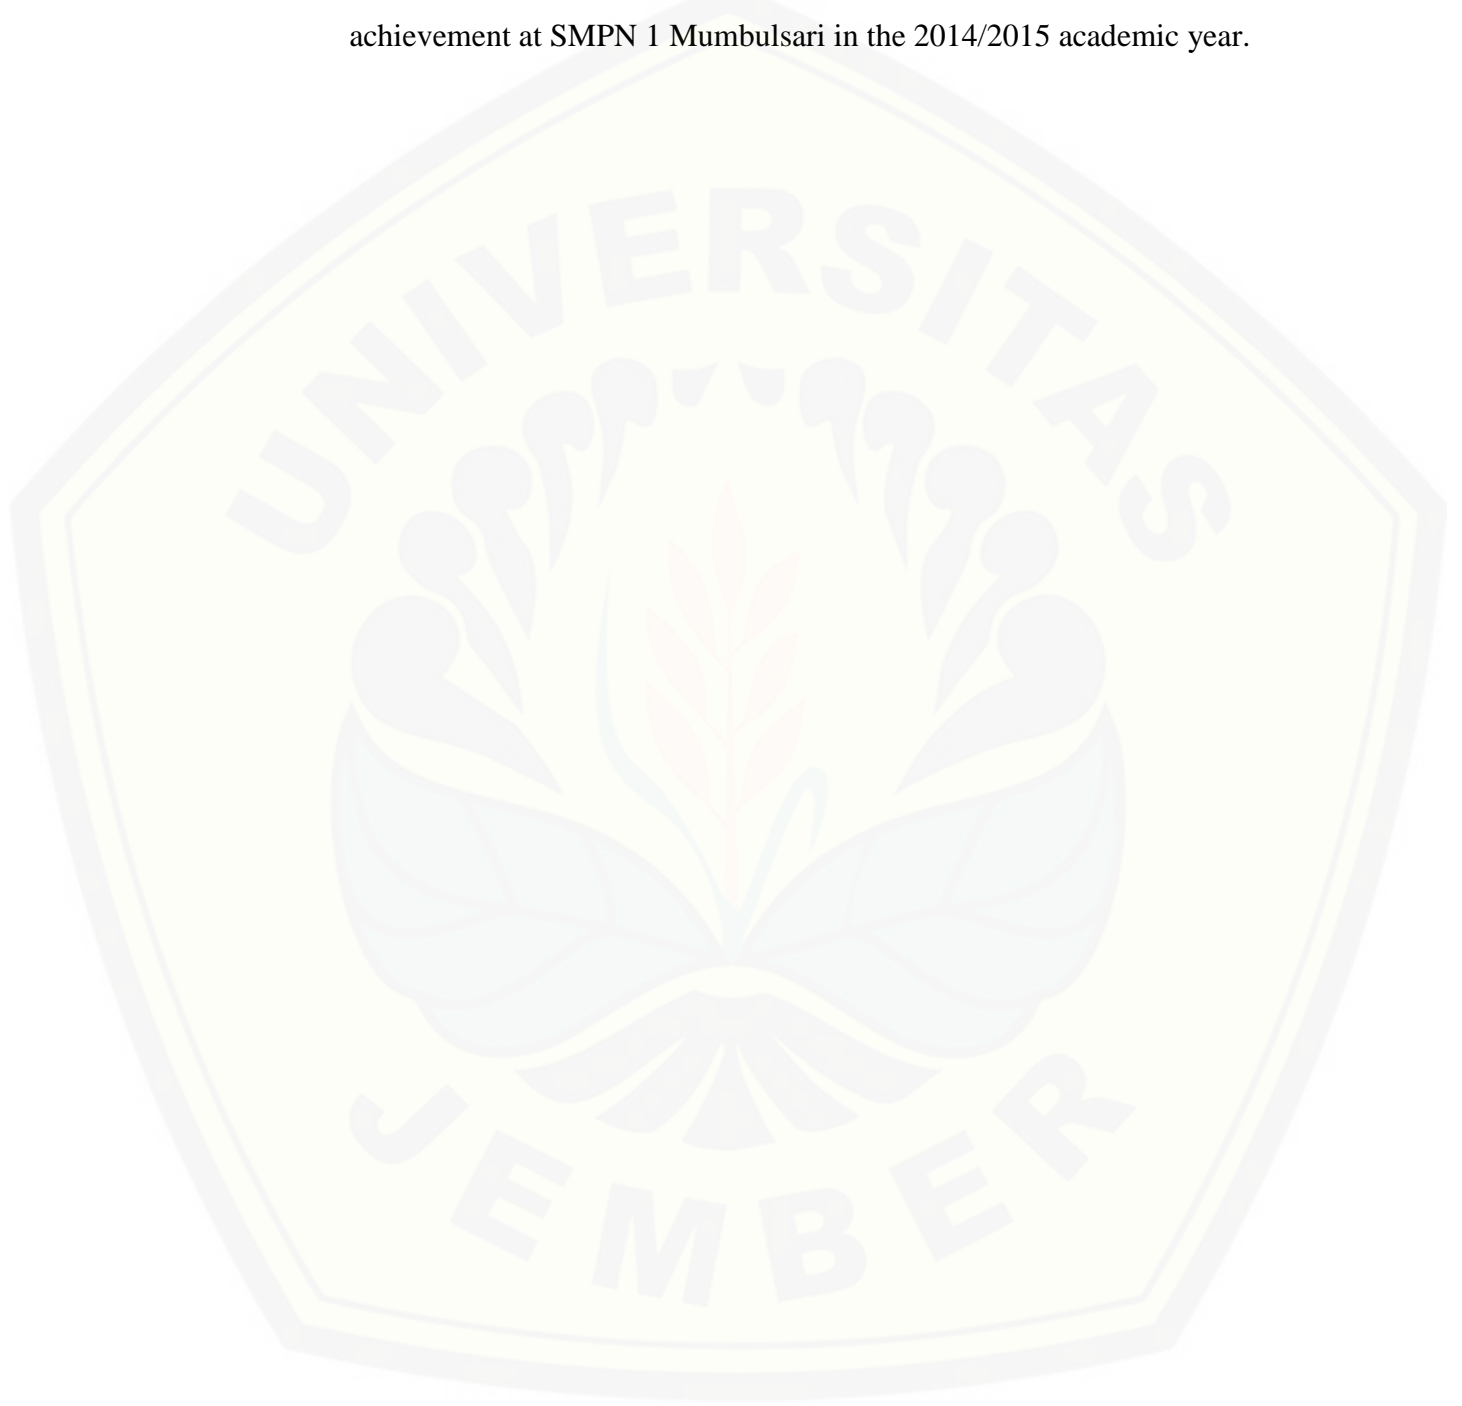 achievement at SMPN 1 Mumbulsari in the 2014/2015 academic year.
UNIVERSITAS
JEMBER